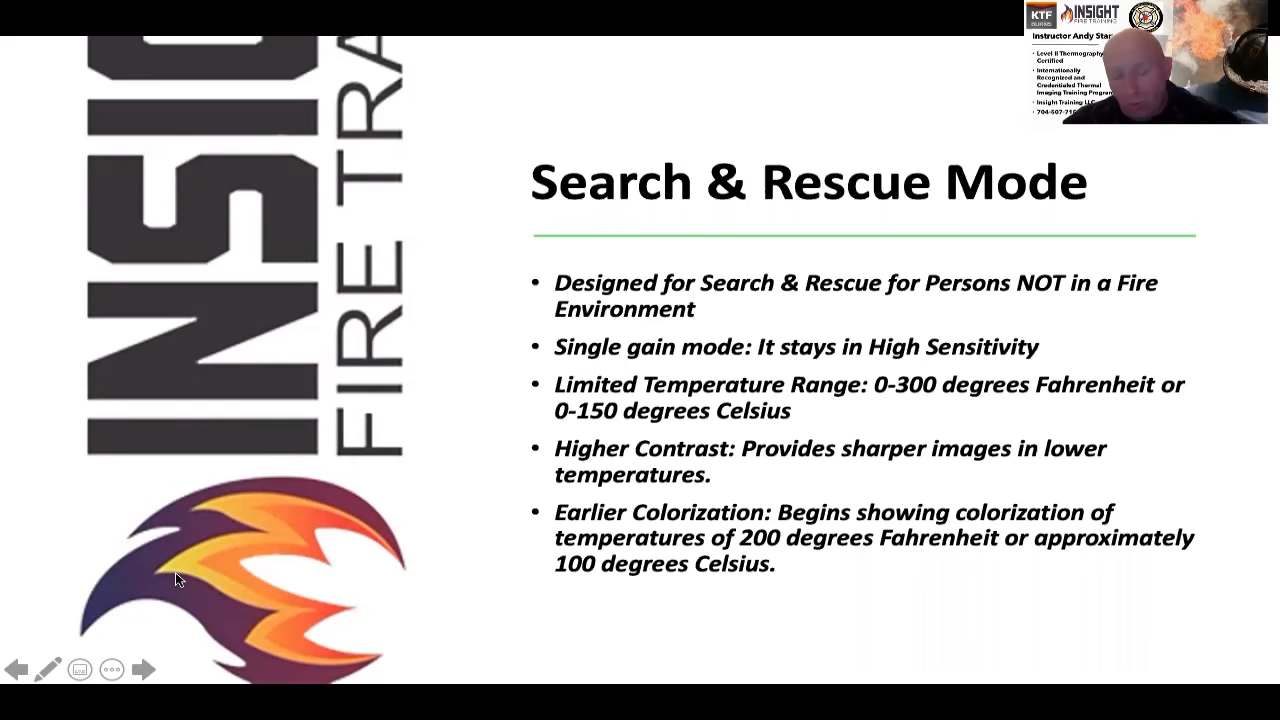 KTF
INSIGHT
FIRE TRAINING
Instructor Andy Star
• Level II Thermography
Certified
• Internationally
Recognized and
Credentialed Thermal
Imaging Training Program
• Insight Training LLC
INSIG
FIRE TRA
Search & Rescue Mode
• Designed for Search & Rescue for Persons NOT in a Fire
Environment
• Single gain mode: It stays in High Sensitivity
• Limited Temperature Range: 0-300 degrees Fahrenheit or
0-150 degrees Celsius
• Higher Contrast: Provides sharper images in lower
temperatures.
• Earlier Colorization: Begins showing colorization of
temperatures of 200 degrees Fahrenheit or approximately
100 degrees Celsius.